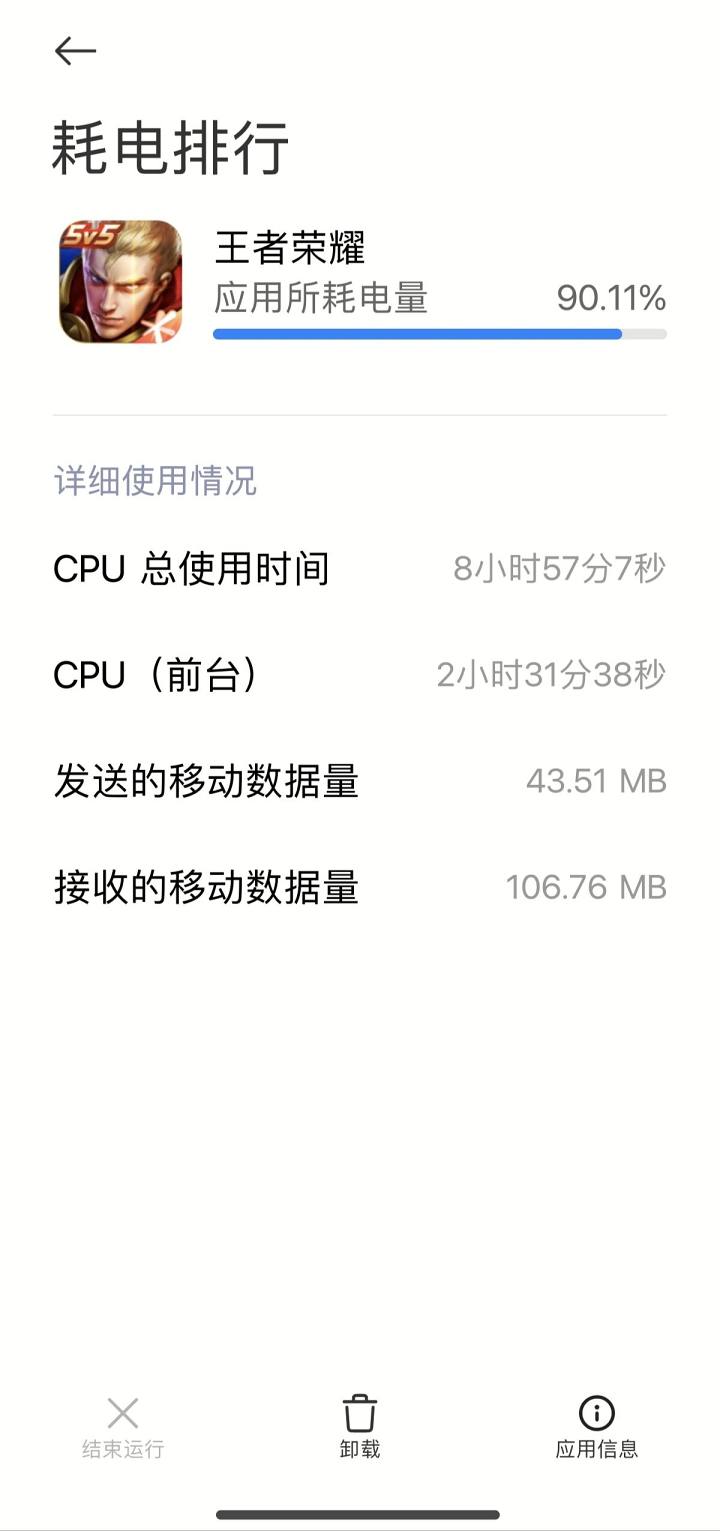 耗电排行
5v5
王者荣耀
应用所耗电量 90.11%
详细使用情况
CPU 总使用时间 8小时57分7秒
CPU（前台） 2小时31分38秒
发送的移动数据量 43.51 MB
接收的移动数据量 106.76 MB
结束运行 卸载 应用信息